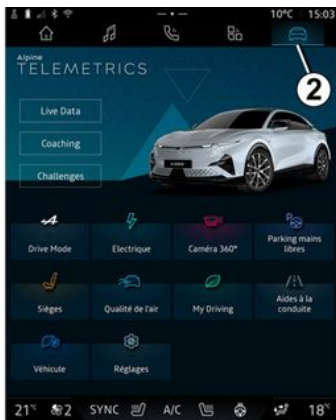 10°C 15:03
Alpine
TELEMETRICS
2
Live Data
Coaching
Challenges
Drive Mode
Electrique
Caméra 360°
Parking mains
libres
Sièges
Qualité de l'air
My Driving
Aides à la
conduite
Véhicule
Réglages
21°C 2 SYNC A/C 18°C